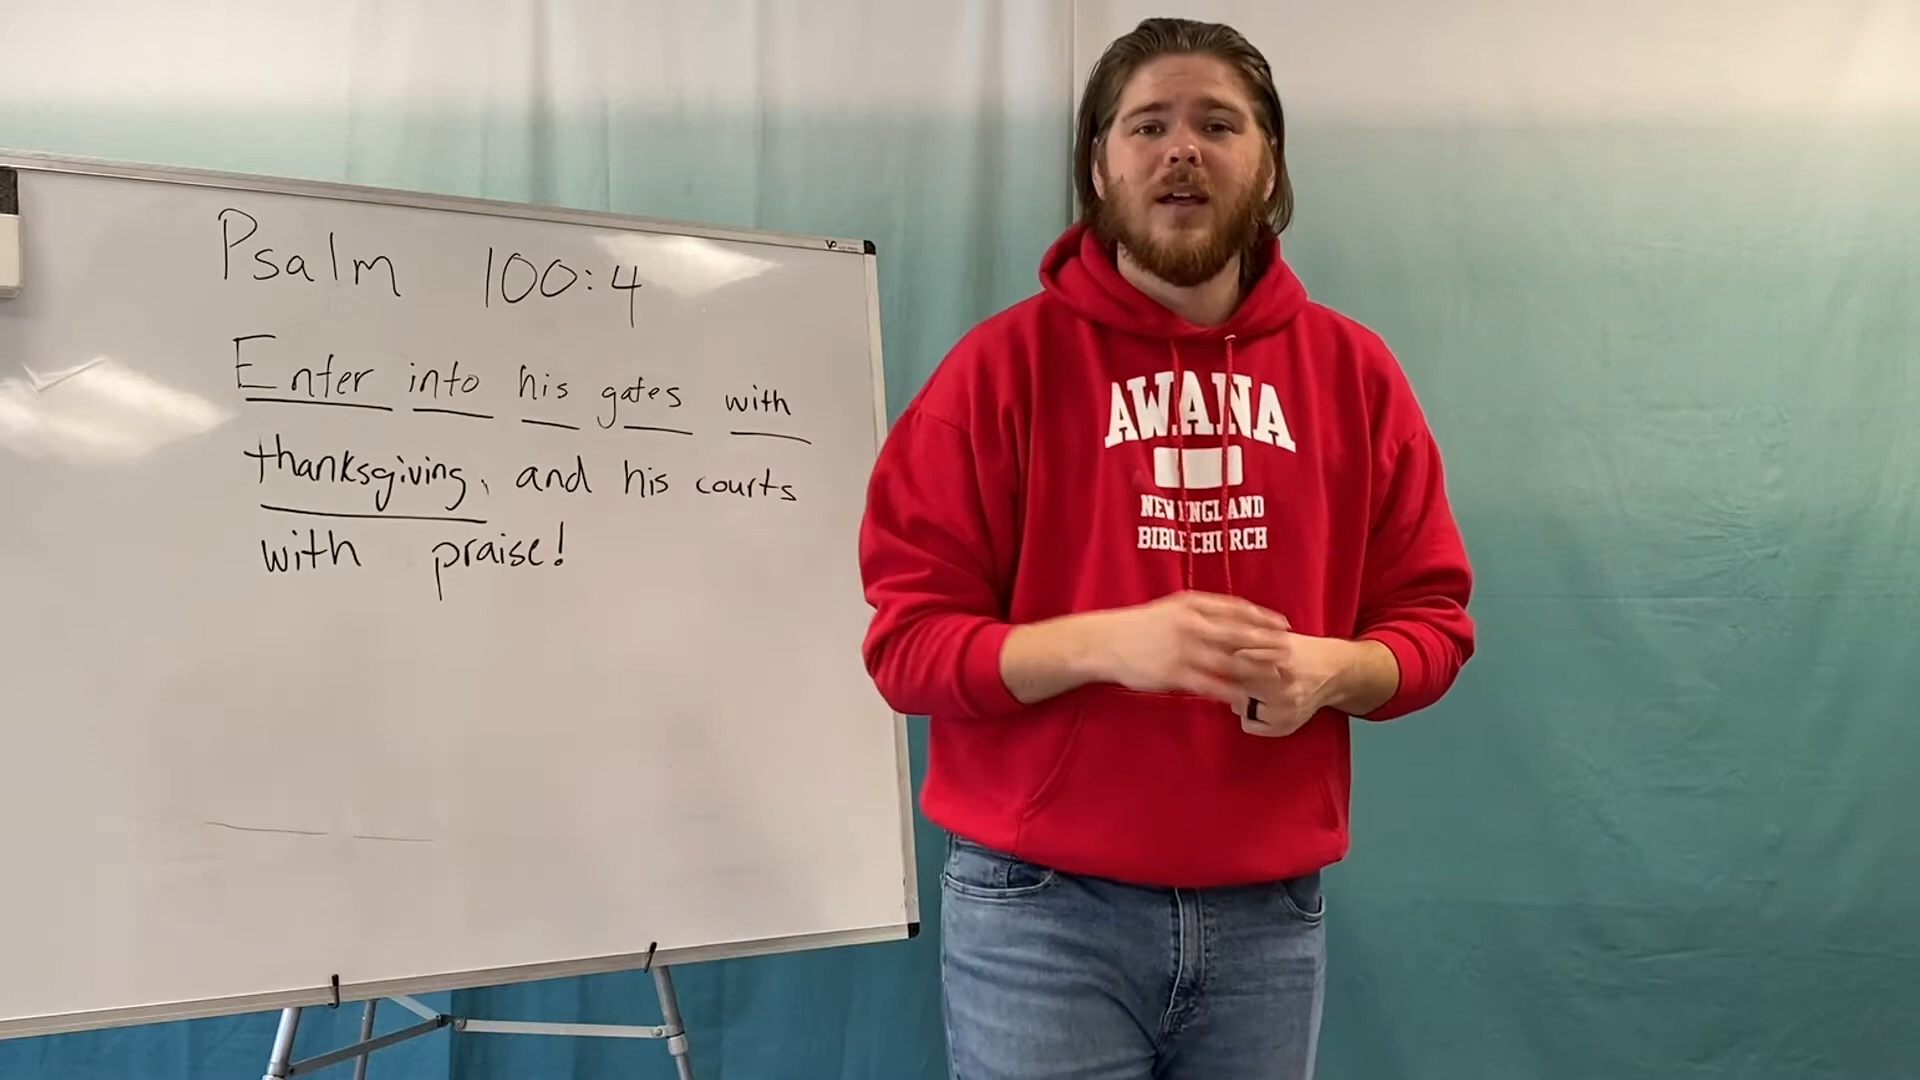 Psalm 100:4
Enter into his gates with
thanksgiving, and his courts
with praise!
AWANA
NEW ENGLAND
BIBLE CHURCH